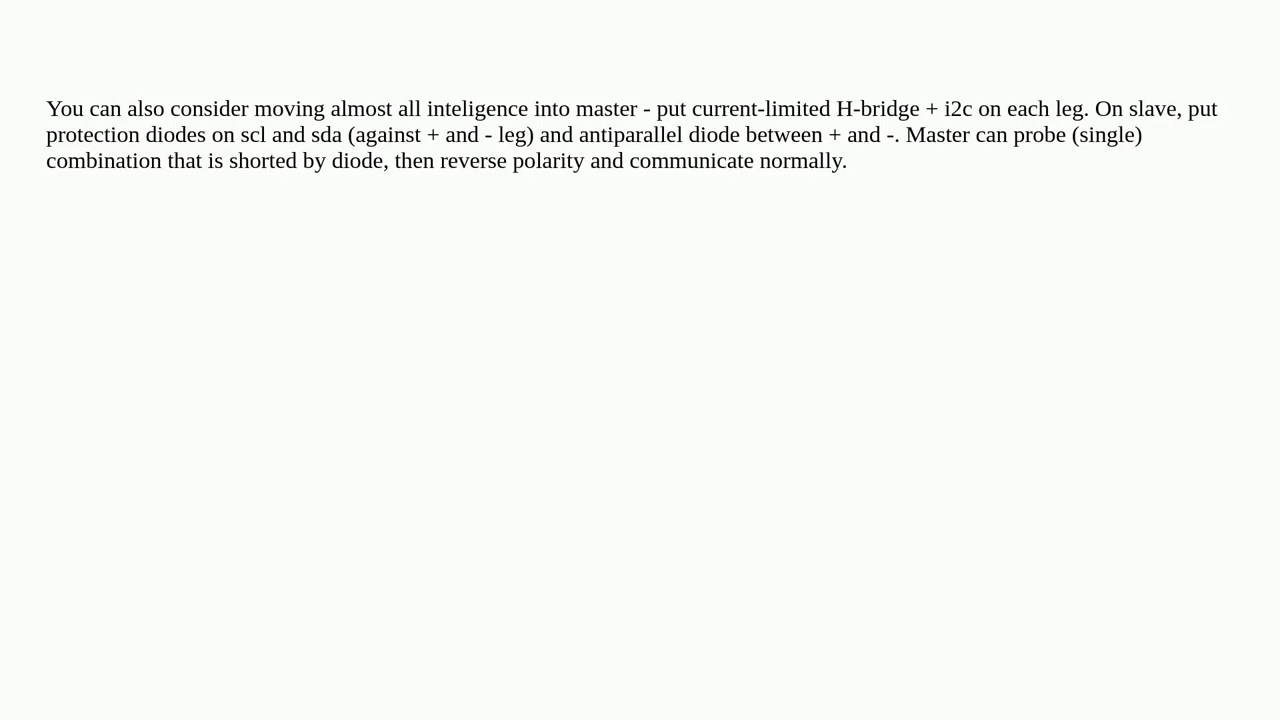 You can also consider moving almost all inteligence into master - put current-limited H-bridge + i2c on each leg. On slave, put
protection diodes on scl and sda (against + and - leg) and antiparallel diode between + and -. Master can probe (single)
combination that is shorted by diode, then reverse polarity and communicate normally.